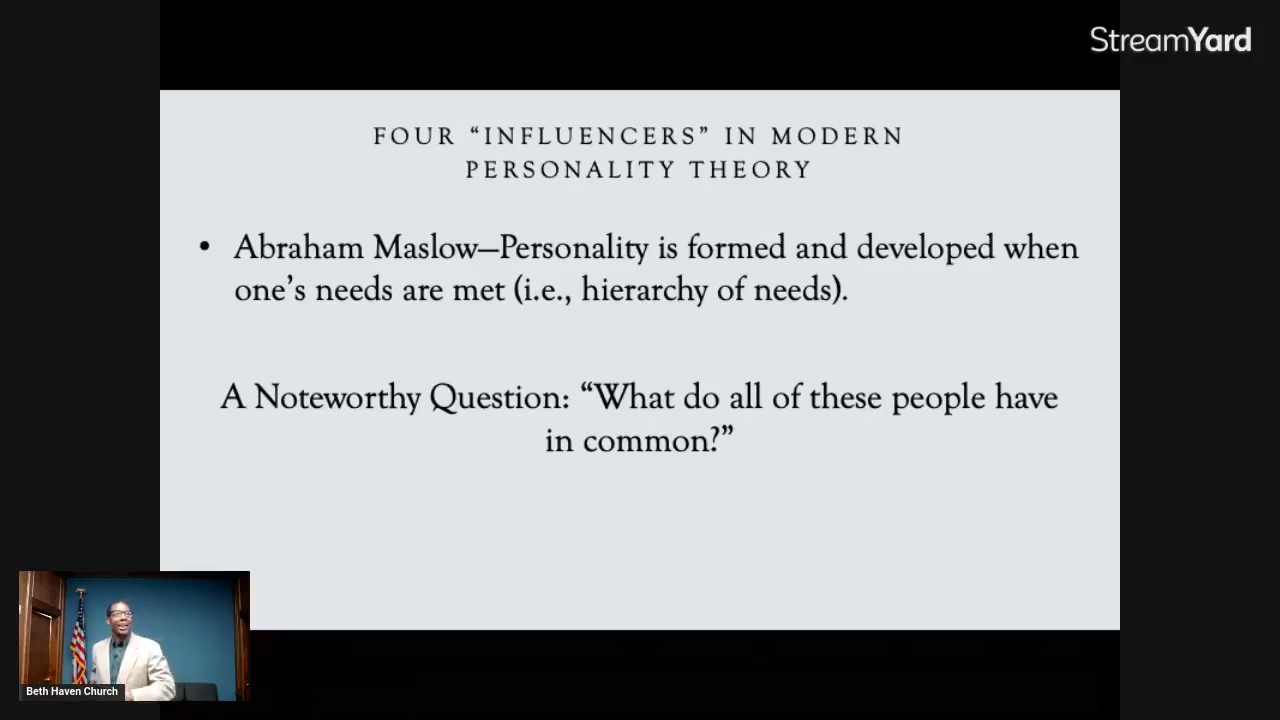 StreamYard
FOUR “INFLUENCERS” IN MODERN
PERSONALITY THEORY
• Abraham Maslow—Personality is formed and developed when
one’s needs are met (i.e., hierarchy of needs).
A Noteworthy Question: “What do all of these people have
in common?”
Beth Haven Church